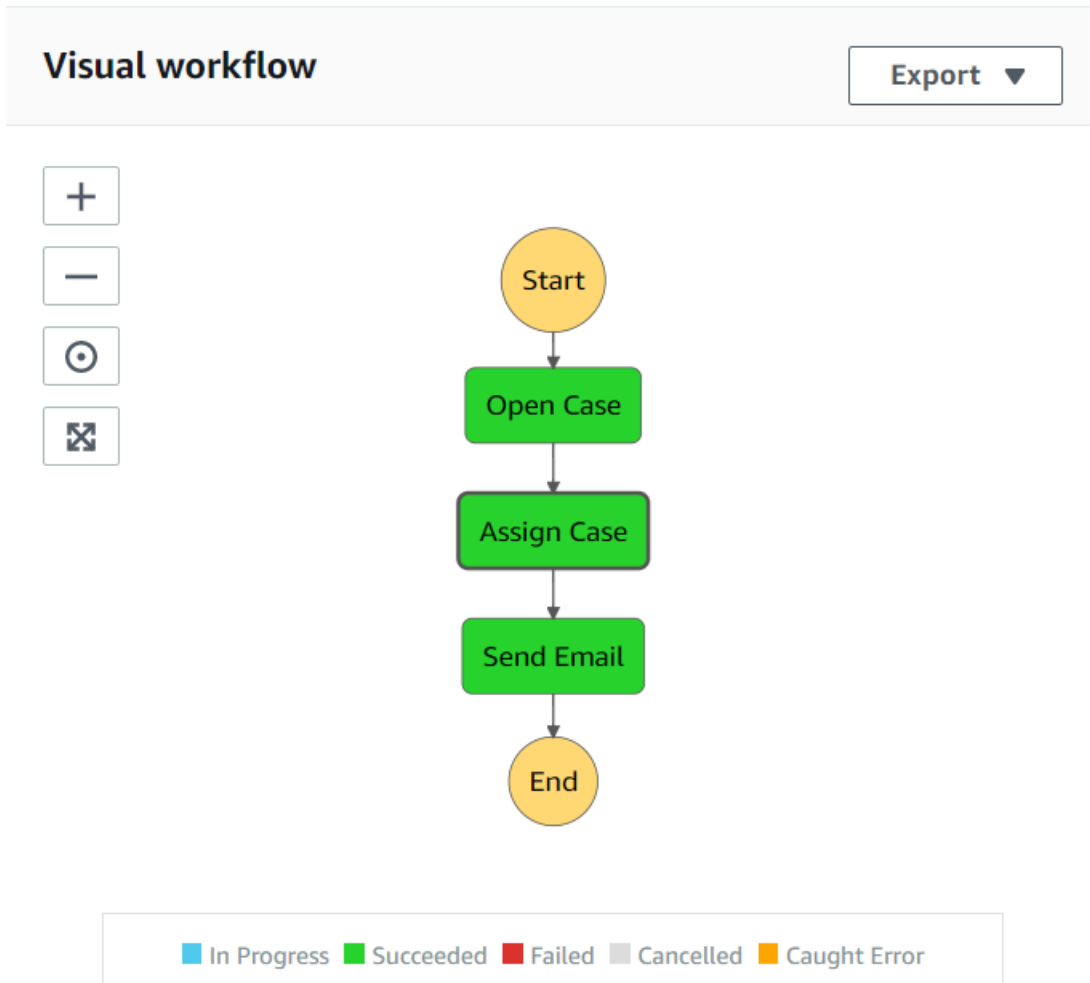 Visual workflow
Export
Start
Open Case
Assign Case
Send Email
End
In Progress Succeeded Failed Cancelled Caught Error